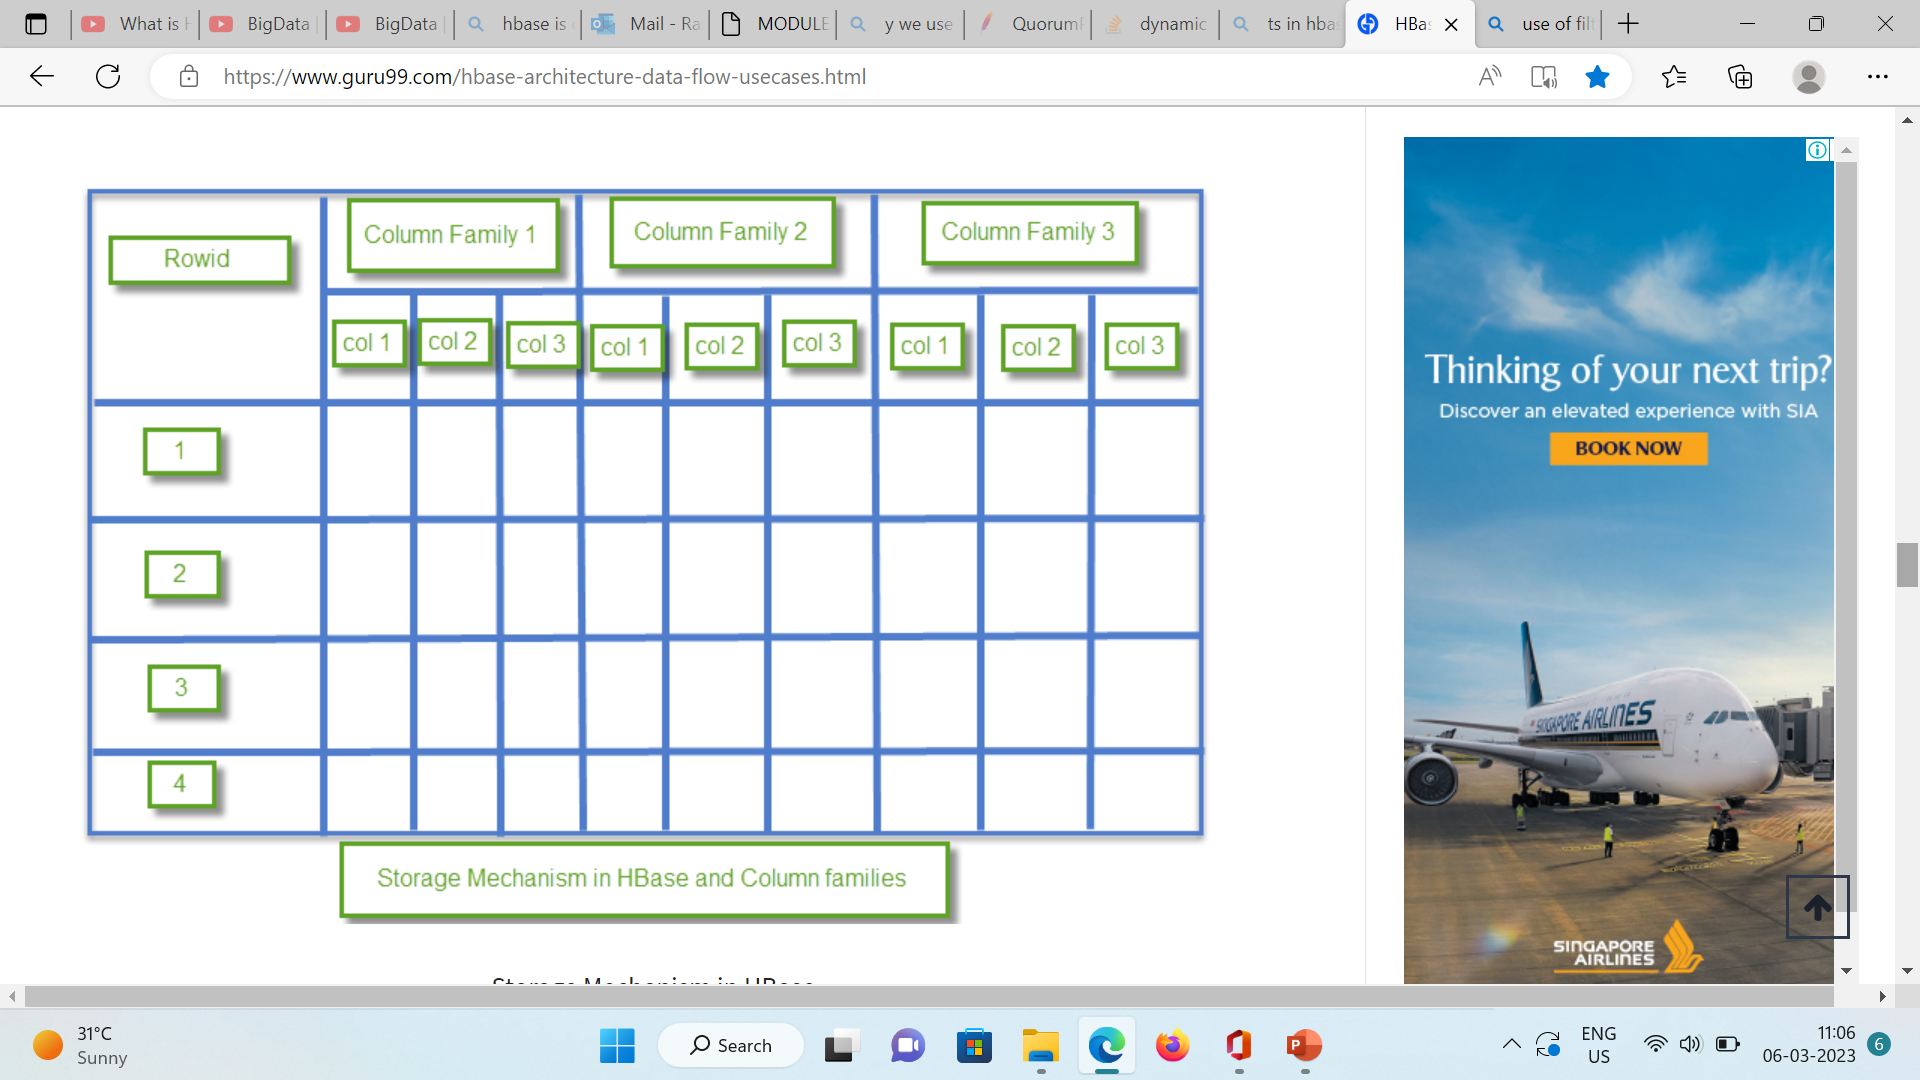 What is H
BigData
BigData
hbase is
Mail - Ra
MODULE
y we use
Quorum
dynamic
ts in hba
HBa
use of fil
https://www.guru99.com/hbase-architecture-data-flow-usecases.html
Rowid
Column Family 1
Column Family 2
Column Family 3
col 1
col 2
col 3
col 1
col 2
col 3
col 1
col 2
col 3
1
2
3
4
Storage Mechanism in HBase and Column families
Storage Mechanism in HBase
Thinking of your next trip?
Discover an elevated experience with SIA
BOOK NOW
SINGAPORE AIRLINES
SINGAPORE
AIRLINES
31°C
Sunny
Search
ENG
US
11:06
06-03-2023
6